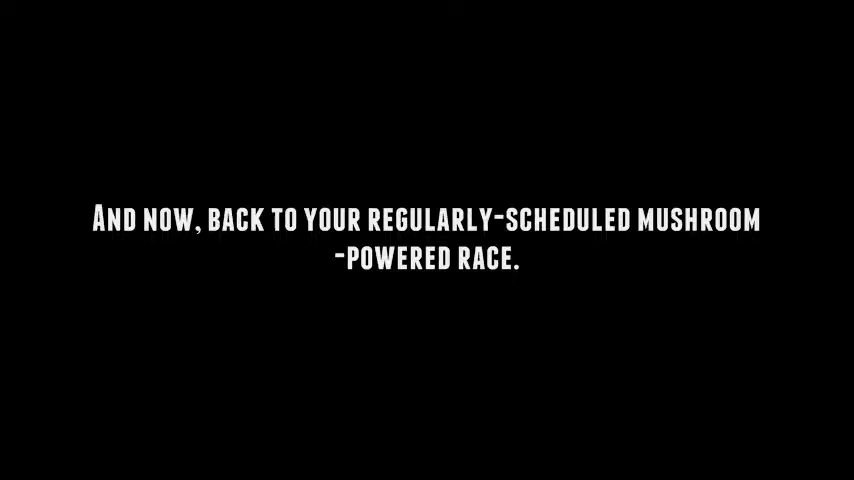 And now, back to your regularly-scheduled mushroom
-powered race.